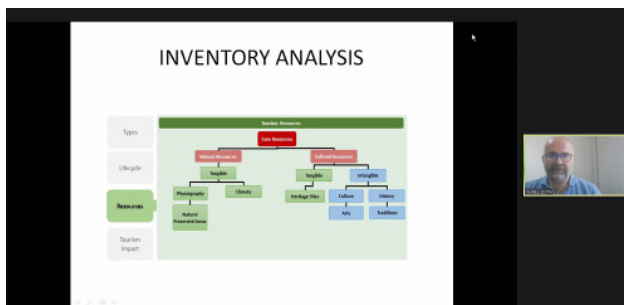 INVENTORY ANALYSIS
Tourism Resources
Core Resources
Types
Natural Resources
Cultural Resources
Lifecycle
Tangible
Tangible
Intangible
Resources
Physiography
Climate
Heritage Sites
Culture
History
Natural
Preserved Areas
Arts
Traditions
Tourism
Impact